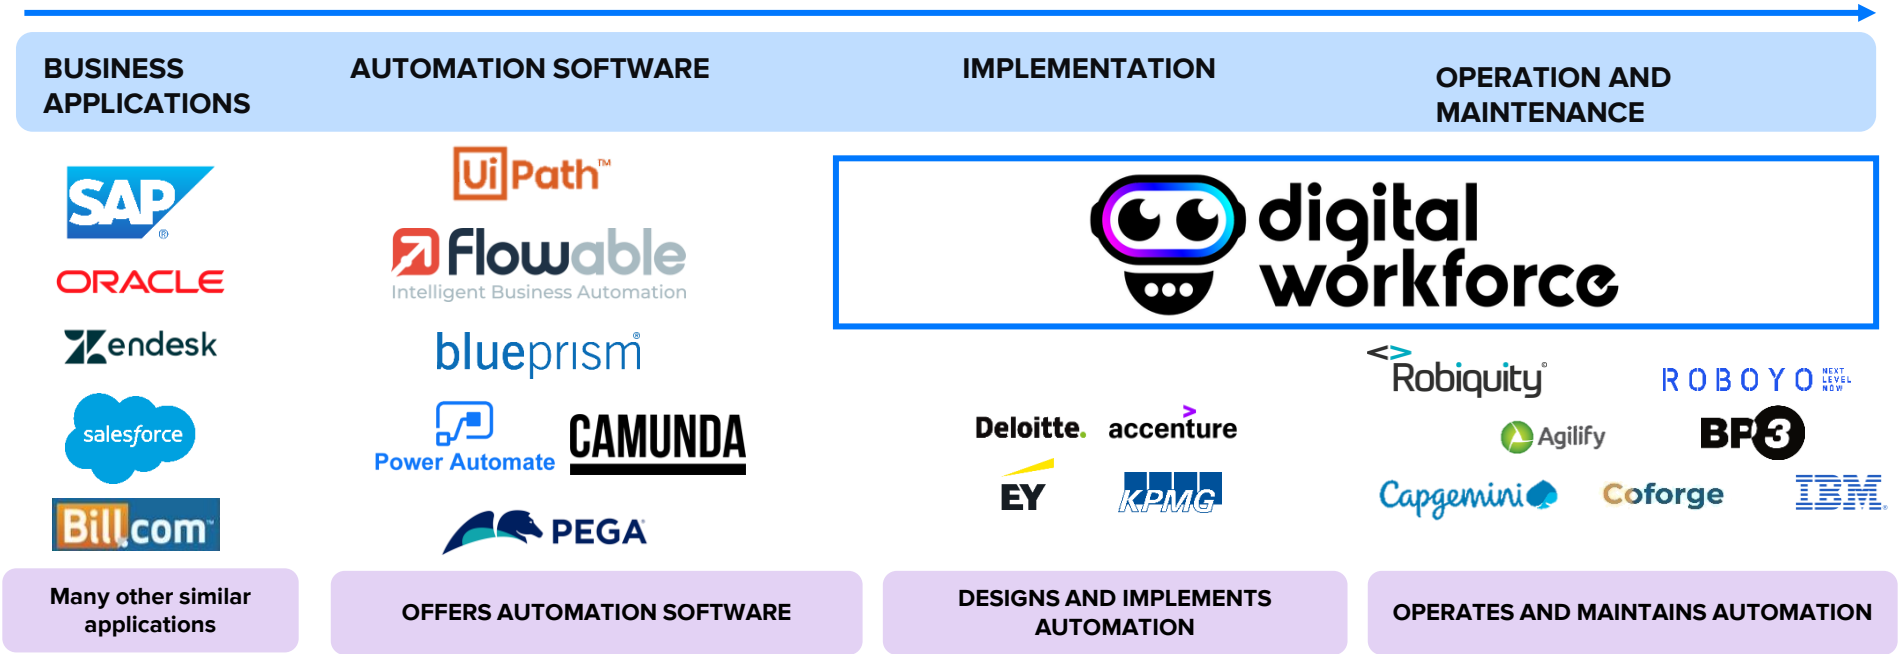 BUSINESS
APPLICATIONS
AUTOMATION SOFTWARE
IMPLEMENTATION
OPERATION AND
MAINTENANCE
SAP
®
ORACLE
Zendesk
salesforce
Bill.com™
UiPath™
Flowable
Intelligent Business Automation
blueprism®
Power Automate
CAMUNDA
PEGA
digital
workforce
Deloitte.
accenture
EY
KPMG
<>
Robiquity©
ROBOYO
NEXT
LEVEL
NOW
Agilify
BP3
Capgemini
Coforge
IBM®
Many other similar
applications
OFFERS AUTOMATION SOFTWARE
DESIGNS AND IMPLEMENTS
AUTOMATION
OPERATES AND MAINTAINS AUTOMATION